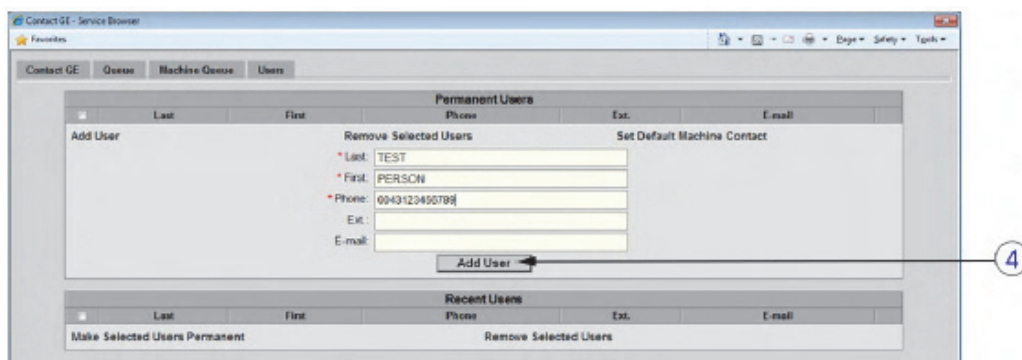 Contact GE - Service Browser
Favorites
Page Safety Tools
Contact GE Queue Machine Queue Users
Permanent Users
Last First Phone Ext. E-mail
Add User Remove Selected Users Set Default Machine Contact
* Last: TEST
* First: PERSON
* Phone: 0043123456789
Ext.:
E-mail:
Add User
4
Recent Users
Last First Phone Ext. E-mail
Make Selected Users Permanent Remove Selected Users